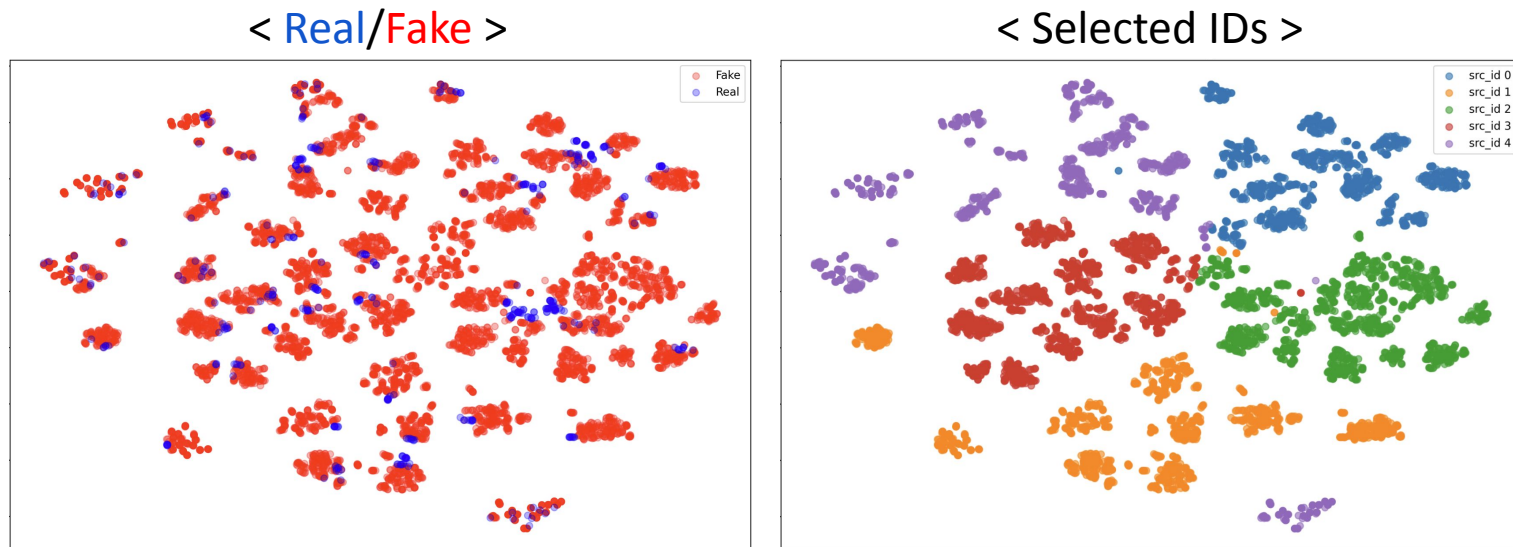 < Real/Fake >
< Selected IDs >
Fake
Real
src_id 0
src_id 1
src_id 2
src_id 3
src_id 4